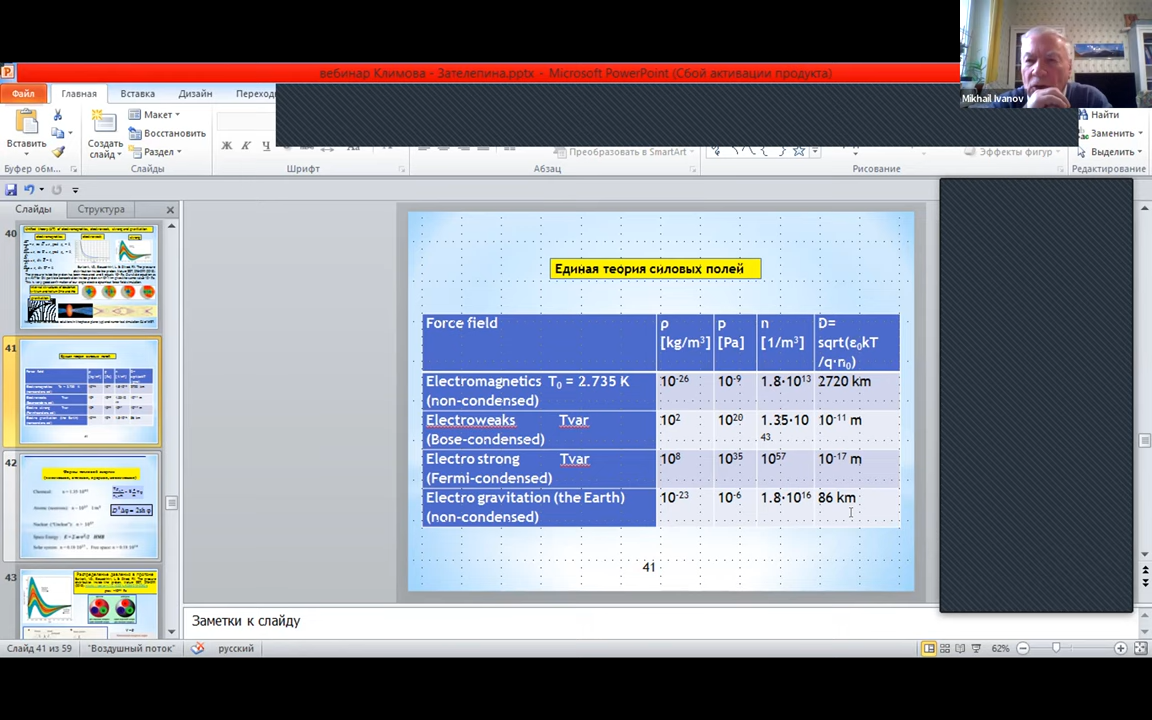 вебинар Климова - Зателепина.pptx - Microsoft PowerPoint (Сбой активации продукта)
Mikhail Ivanov
Файл Главная Вставка Дизайн Переход
Вставить
Создать слайд
Макет
Восстановить
Раздел
Ж К Ч
Преобразовать в SmartArt
Эффекты фигур
Найти
Заменить
Выделить
Буфер обм... Слайды Шрифт Абзац Рисование Редактирование
Слайды Структура
40
41
42
43
Единая теория силовых полей
Force field ρ [kg/m³] p [Pa] n [1/m³] D= sqrt(ε₀kT /q·n₀)
Electromagnetics T₀ = 2.735 K (non-condensed) 10⁻²⁶ 10⁻⁹ 1.8·10¹³ 2720 km
Electroweaks Tvar (Bose-condensed) 10² 10²⁰ 1.35·10⁴³ 10⁻¹¹ m
Electro strong Tvar (Fermi-condensed) 10⁸ 10³⁵ 10⁵⁷ 10⁻¹⁷ m
Electro gravitation (the Earth) (non-condensed) 10⁻²³ 10⁻⁶ 1.8·10¹⁶ 86 km
41
Заметки к слайду
Слайд 41 из 59 "Воздушный поток" русский 62%